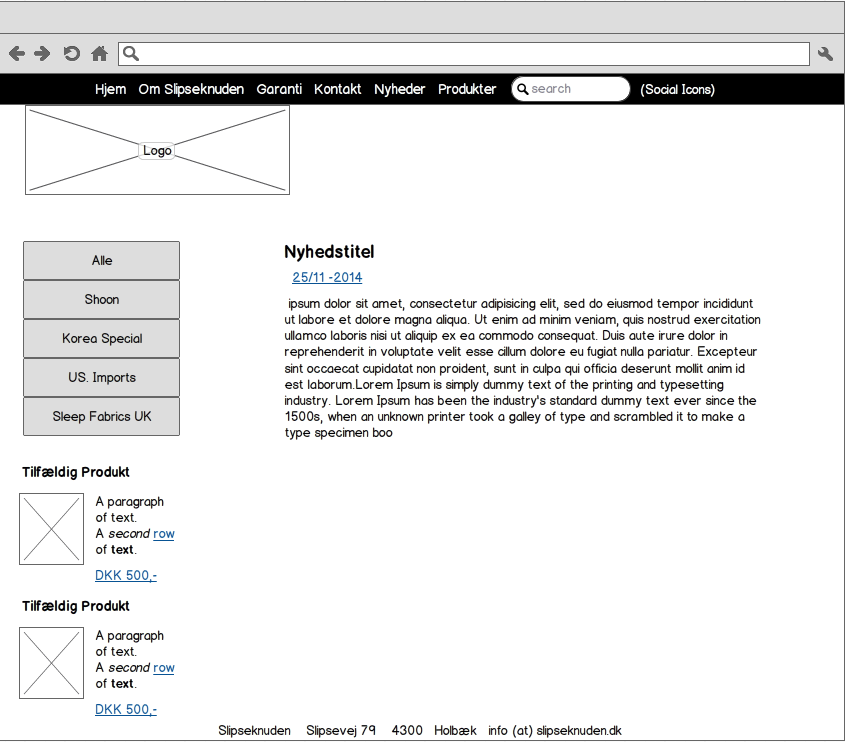 Hjem Om Slipseknuden Garanti Kontakt Nyheder Produkter search (Social Icons)
Logo
Alle
Shoon
Korea Special
US. Imports
Sleep Fabrics UK
Nyhedstitel
25/11 -2014
ipsum dolor sit amet, consectetur adipisicing elit, sed do eiusmod tempor incididunt
ut labore et dolore magna aliqua. Ut enim ad minim veniam, quis nostrud exercitation
ullamco laboris nisi ut aliquip ex ea commodo consequat. Duis aute irure dolor in
reprehenderit in voluptate velit esse cillum dolore eu fugiat nulla pariatur. Excepteur
sint occaecat cupidatat non proident, sunt in culpa qui officia deserunt mollit anim id
est laborum.Lorem Ipsum is simply dummy text of the printing and typesetting
industry. Lorem Ipsum has been the industry's standard dummy text ever since the
1500s, when an unknown printer took a galley of type and scrambled it to make a
type specimen boo
Tilfældig Produkt
A paragraph
of text.
A second row
of text.
DKK 500,-
Tilfældig Produkt
A paragraph
of text.
A second row
of text.
DKK 500,-
Slipseknuden Slipsevej 79 4300 Holbæk info (at) slipseknuden.dk